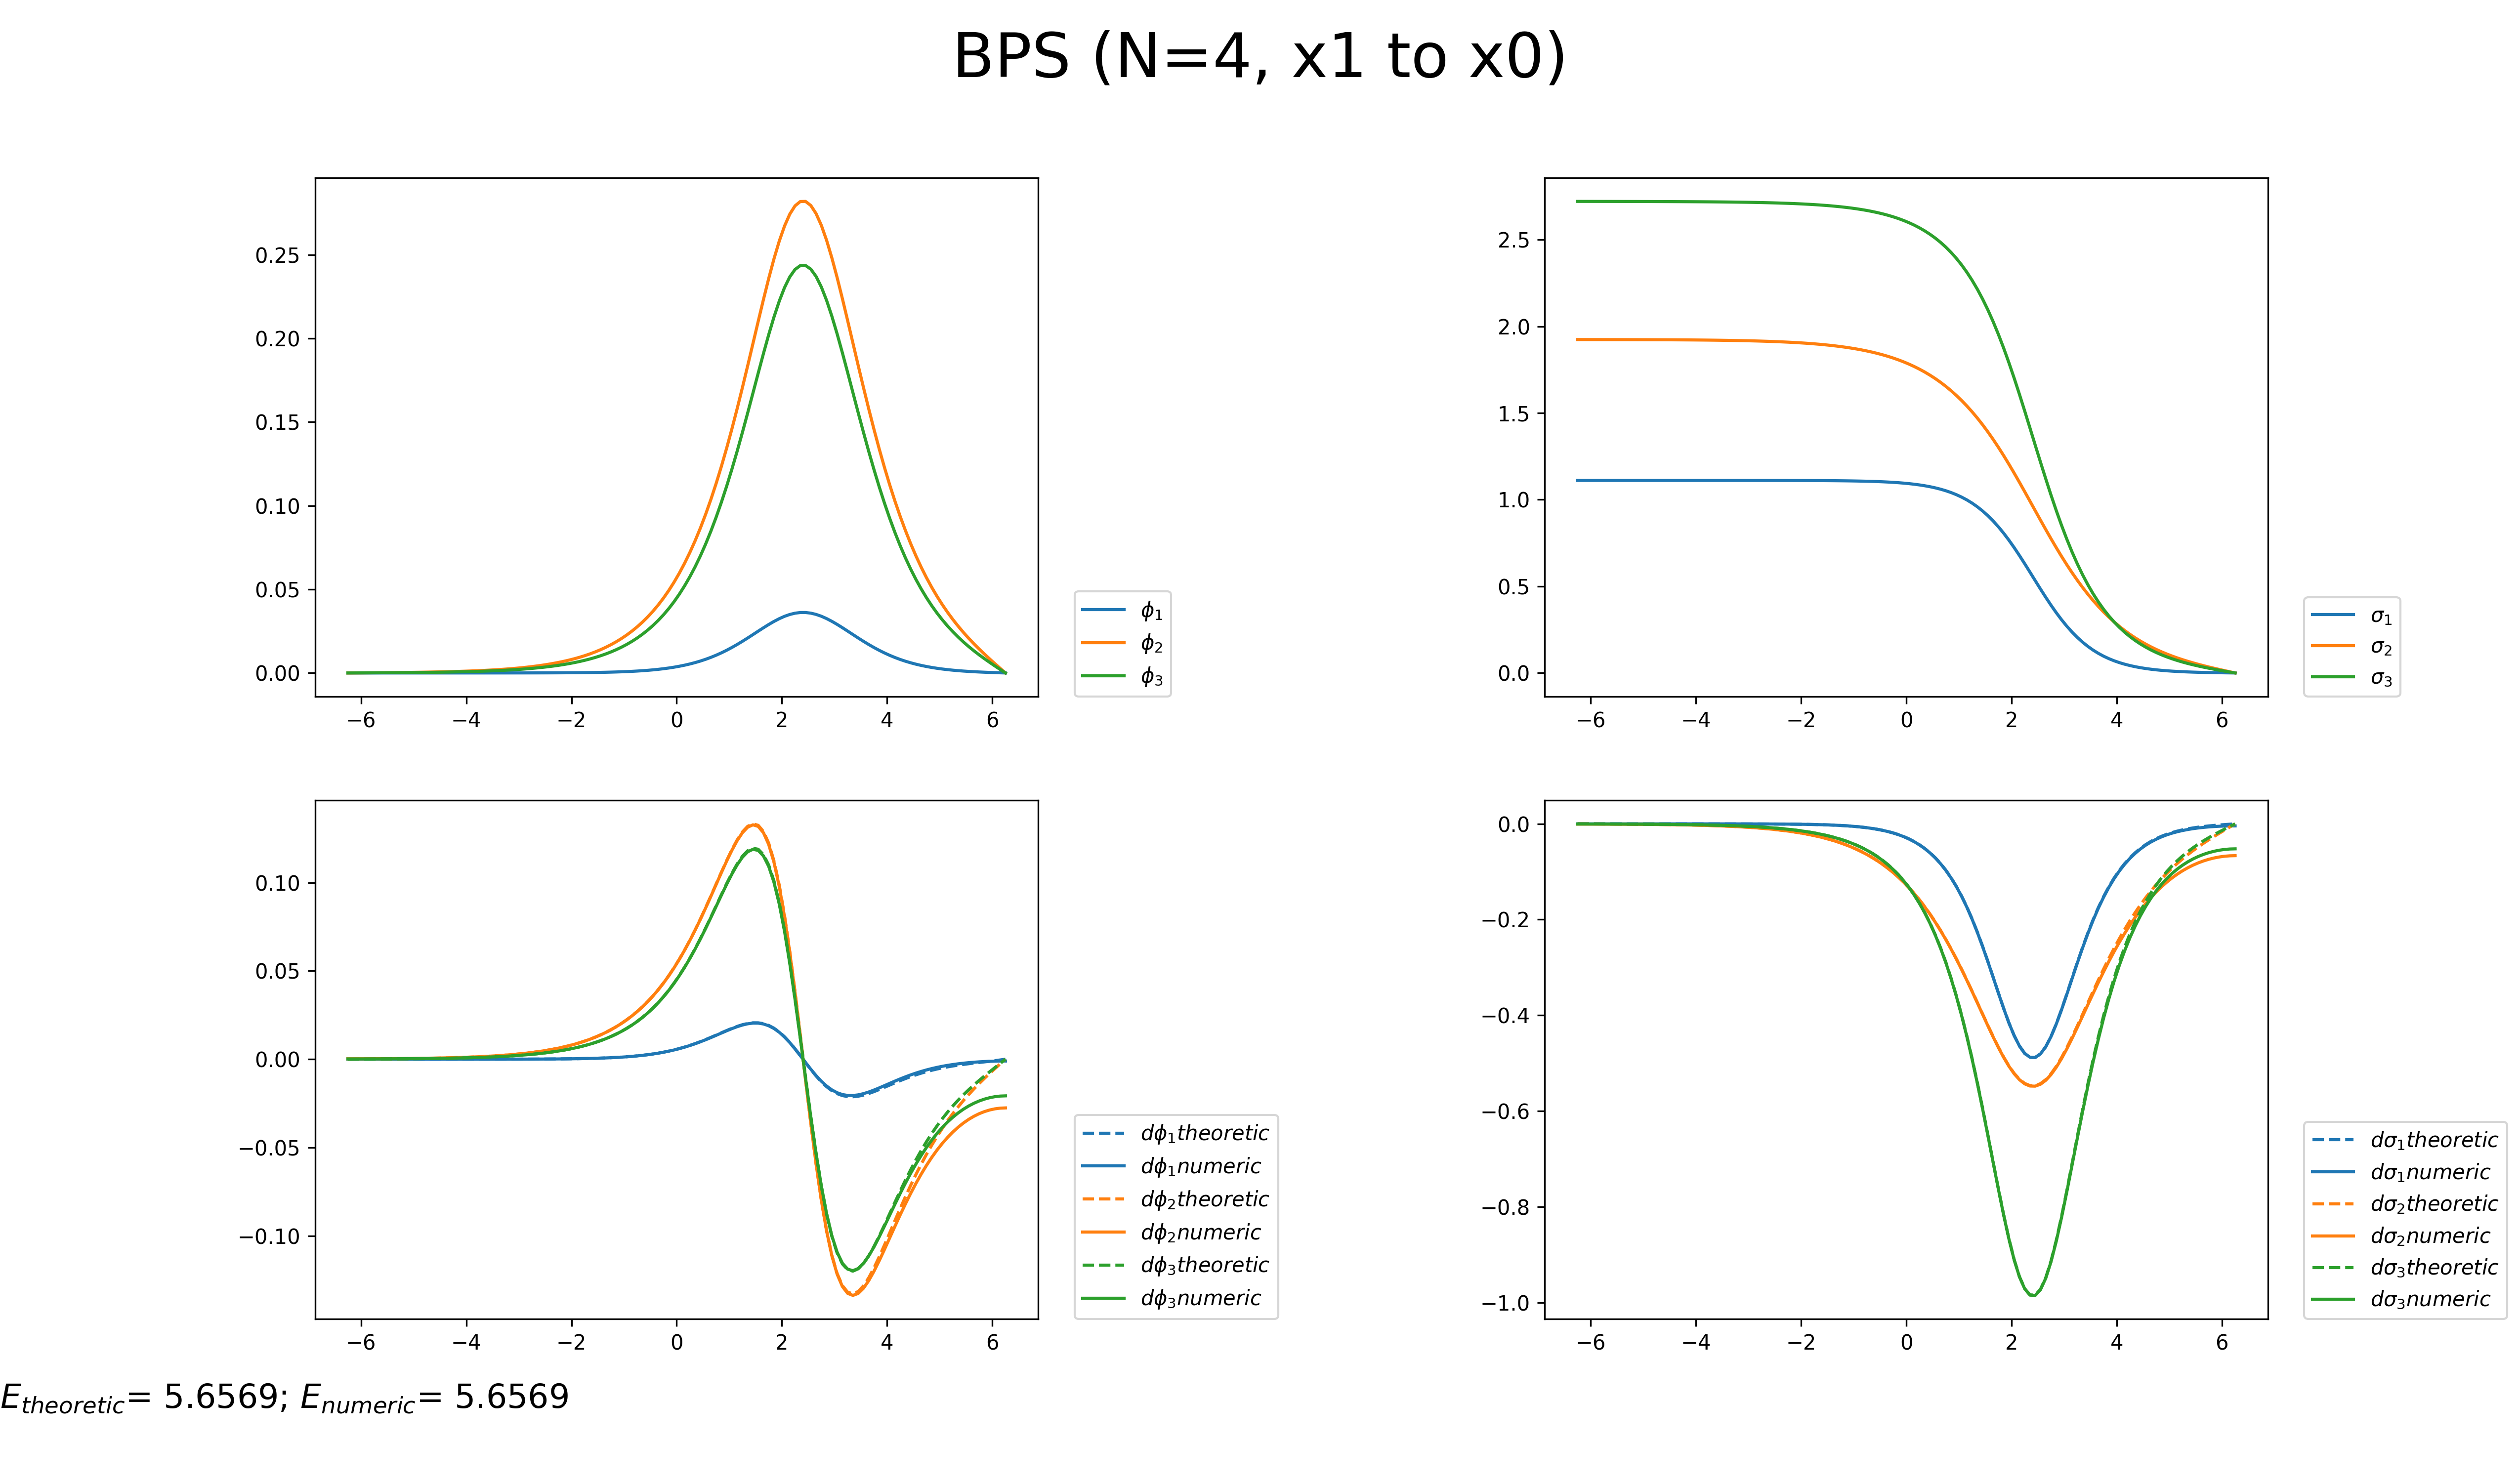 BPS (N=4, x1 to x0)
0.25
0.20
0.15
0.10
0.05
0.00
−6 −4 −2 0 2 4 6
ϕ₁
ϕ₂
ϕ₃
2.5
2.0
1.5
1.0
0.5
0.0
−6 −4 −2 0 2 4 6
σ₁
σ₂
σ₃
0.10
0.05
0.00
−0.05
−0.10
−6 −4 −2 0 2 4 6
dϕ₁theoretic
dϕ₁numeric
dϕ₂theoretic
dϕ₂numeric
dϕ₃theoretic
dϕ₃numeric
0.0
−0.2
−0.4
−0.6
−0.8
−1.0
−6 −4 −2 0 2 4 6
dσ₁theoretic
dσ₁numeric
dσ₂theoretic
dσ₂numeric
dσ₃theoretic
dσ₃numeric
E_theoretic= 5.6569; E_numeric= 5.6569